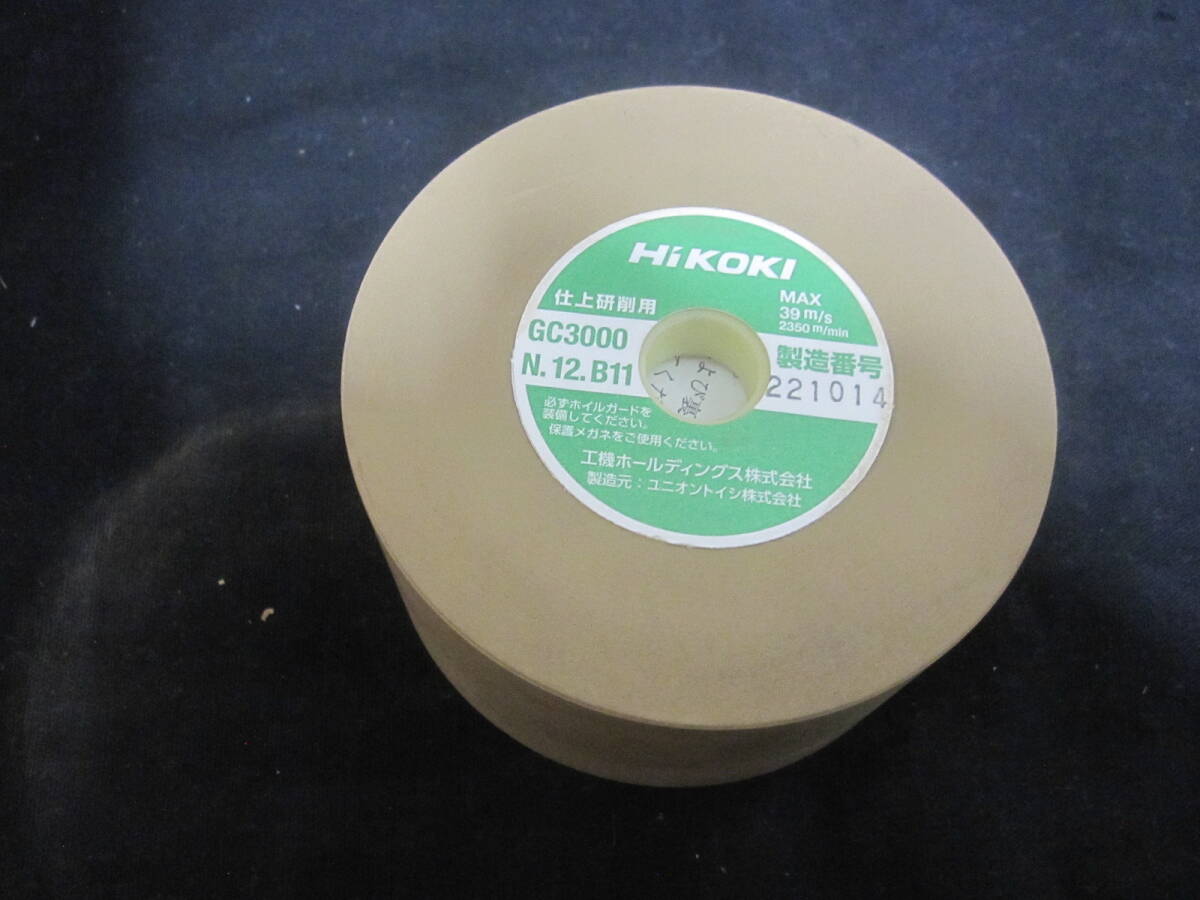 HiKOKI
仕上研削用
MAX
39 m/s
2350 m/min
GC3000
N.12.B11
製造番号
221014
必ずホイルガードを
装備してください。
保護メガネをご使用ください。
工機ホールディングス株式会社
製造元：ユニオントイシ株式会社